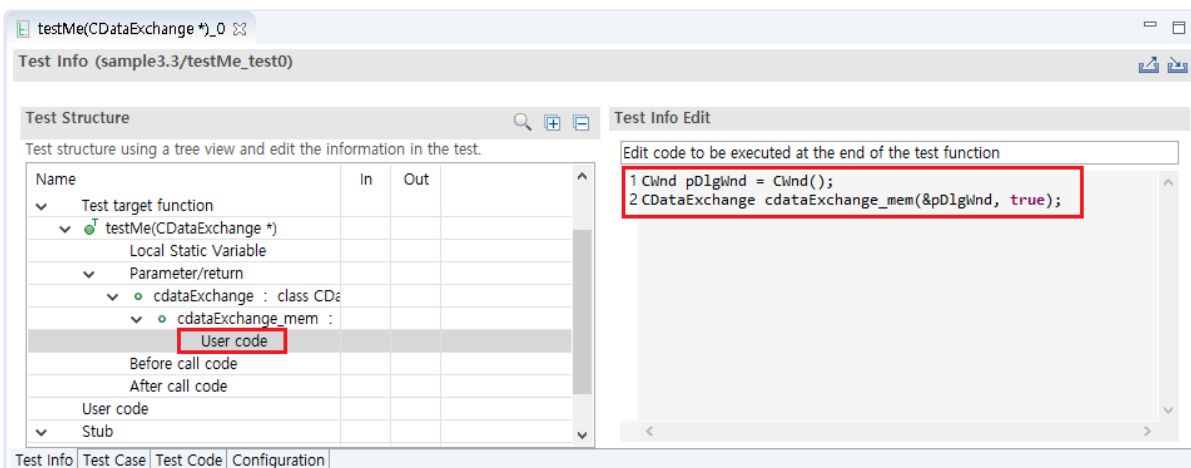 testMe(CDataExchange *)_0
Test Info (sample3.3/testMe_test0)
Test Structure
Test structure using a tree view and edit the information in the test.
Name In Out
Test target function
testMe(CDataExchange *)
Local Static Variable
Parameter/return
cdataExchange : class CDa
cdataExchange_mem :
User code
Before call code
After call code
User code
Stub
Test Info Edit
Edit code to be executed at the end of the test function
1 CWnd pDlgWnd = CWnd();
2 CDataExchange cdataExchange_mem(&pDlgWnd, true);
Test Info Test Case Test Code Configuration